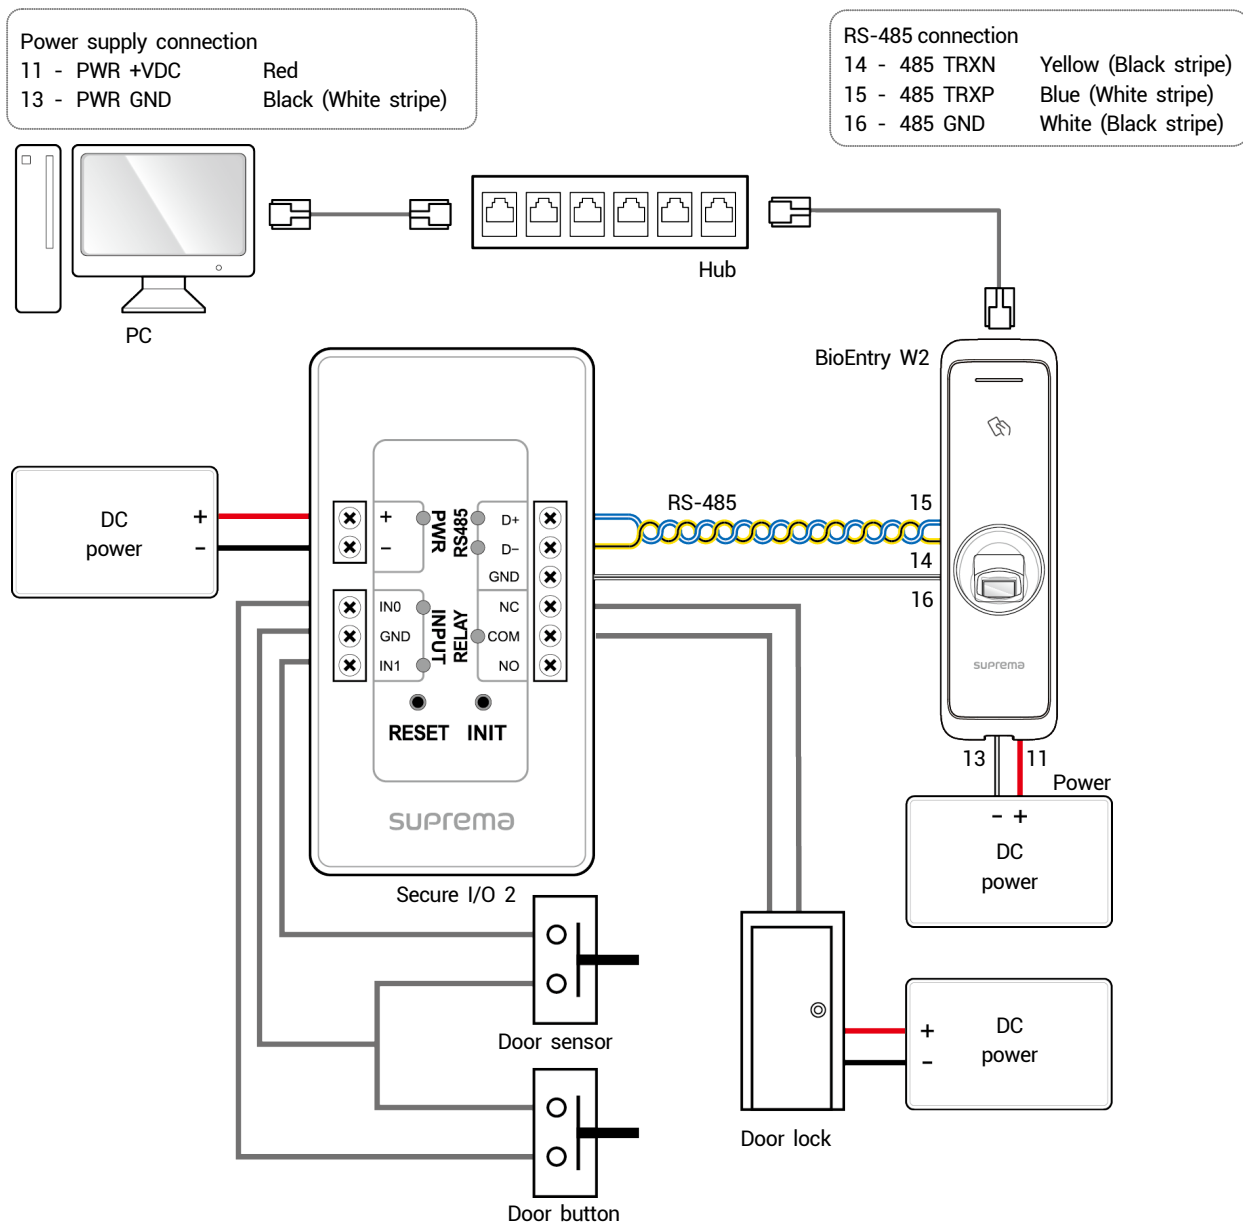 Power supply connection
11 - PWR +VDC Red
13 - PWR GND Black (White stripe)
RS-485 connection
14 - 485 TRXN Yellow (Black stripe)
15 - 485 TRXP Blue (White stripe)
16 - 485 GND White (Black stripe)
PC
Hub
BioEntry W2
DC
power
+
−
+
−
PWR
RS485
D+
D−
GND
IN0
GND
IN1
INPUT
RELAY
NC
COM
NO
RESET INIT
suprema
Secure I/O 2
RS-485
15
14
16
suprema
13 11
Power
− +
DC
power
Door sensor
Door button
Door lock
+
−
DC
power